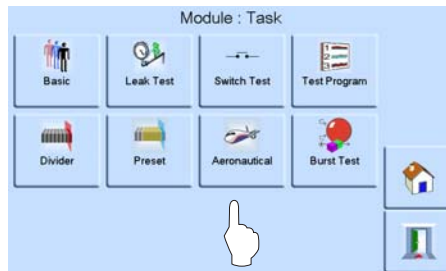 Module : Task
Basic
Leak Test
Switch Test
Test Program
Divider
Preset
Aeronautical
Burst Test